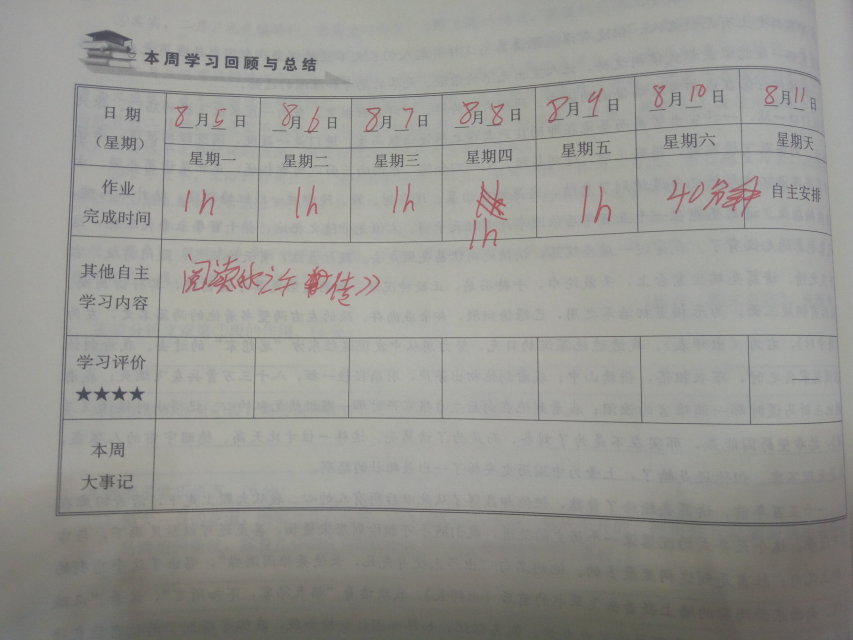 本周学习回顾与总结
日期 8月5日 8月6日 8月7日 8月8日 8月9日 8月10日 8月11日
（星期） 星期一 星期二 星期三 星期四 星期五 星期六 星期天
作业 1h 1h 1h 1h 40分钟 自主安排
完成时间 1h
其他自主 阅读
学习内容 传》
学习评价
★★★★
本周
大事记